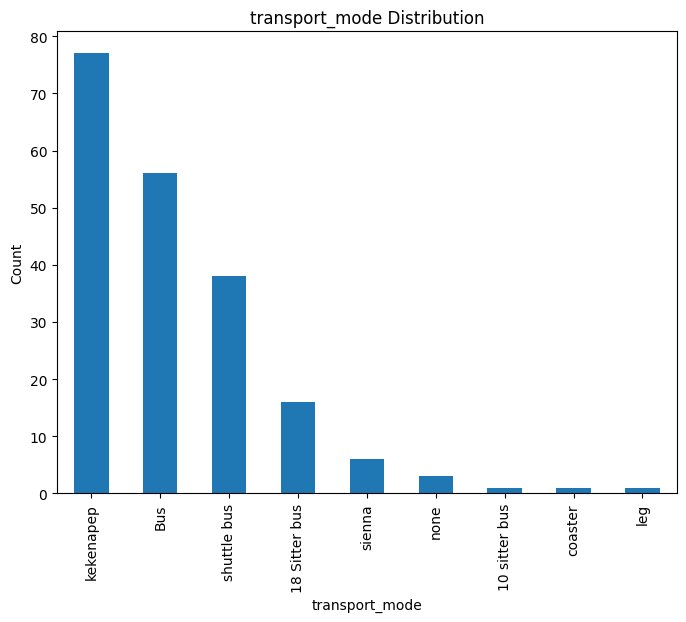 transport_mode Distribution
80
70
60
50
40
30
20
10
0
Count
kekenapep
Bus
shuttle bus
18 Sitter bus
sienna
none
10 sitter bus
coaster
leg
transport_mode